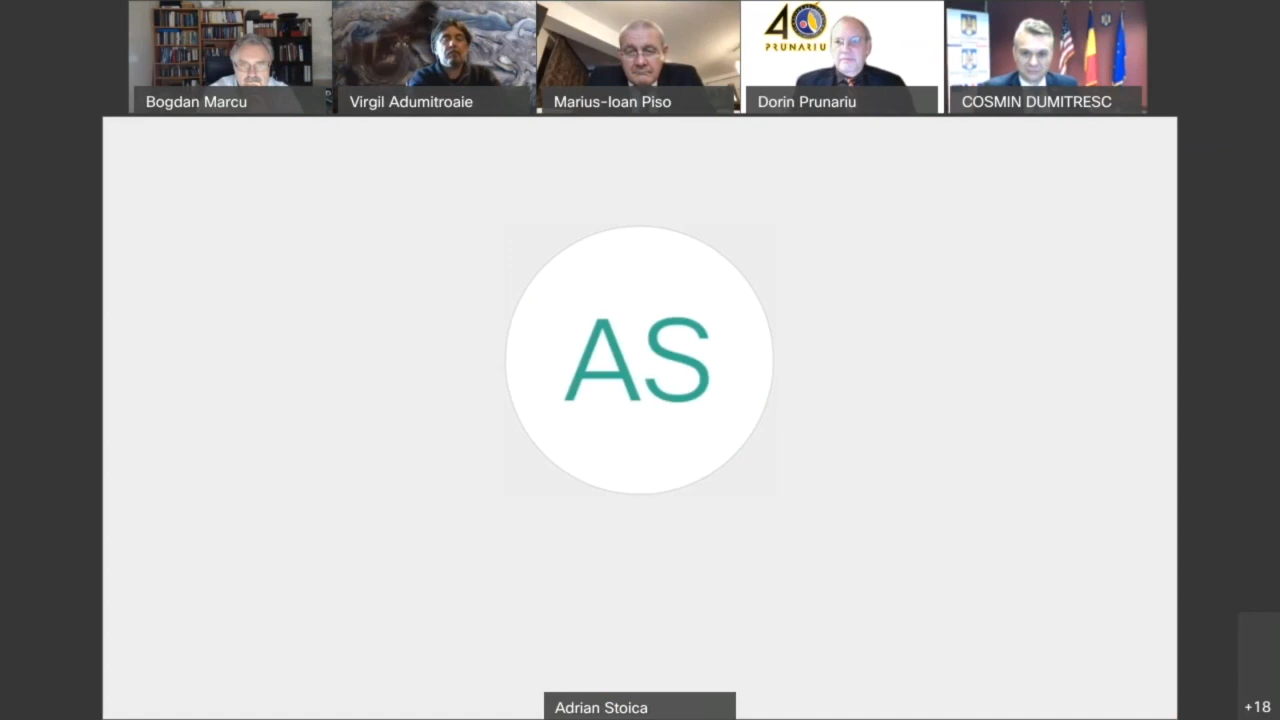 40
PRUNARIU
Bogdan Marcu
Virgil Adumitroaie
Marius-Ioan Piso
Dorin Prunariu
COSMIN DUMITRESC
AS
Adrian Stoica
+18